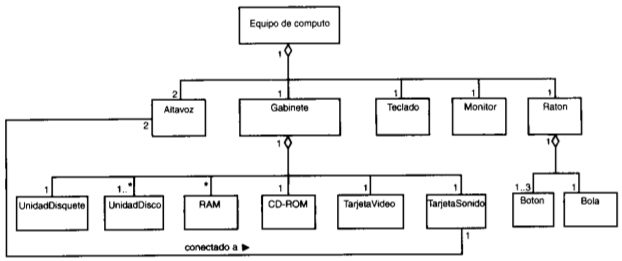 Equipo de computo
1
2 1 1 1 1
Altavoz Gabinete Teclado Monitor Raton
2
1 1
1 1..* * 1 1 1 1..3 1
UnidadDisquete UnidadDisco RAM CD-ROM TarjetaVideo TarjetaSonido Boton Bola
1
conectado a ▶